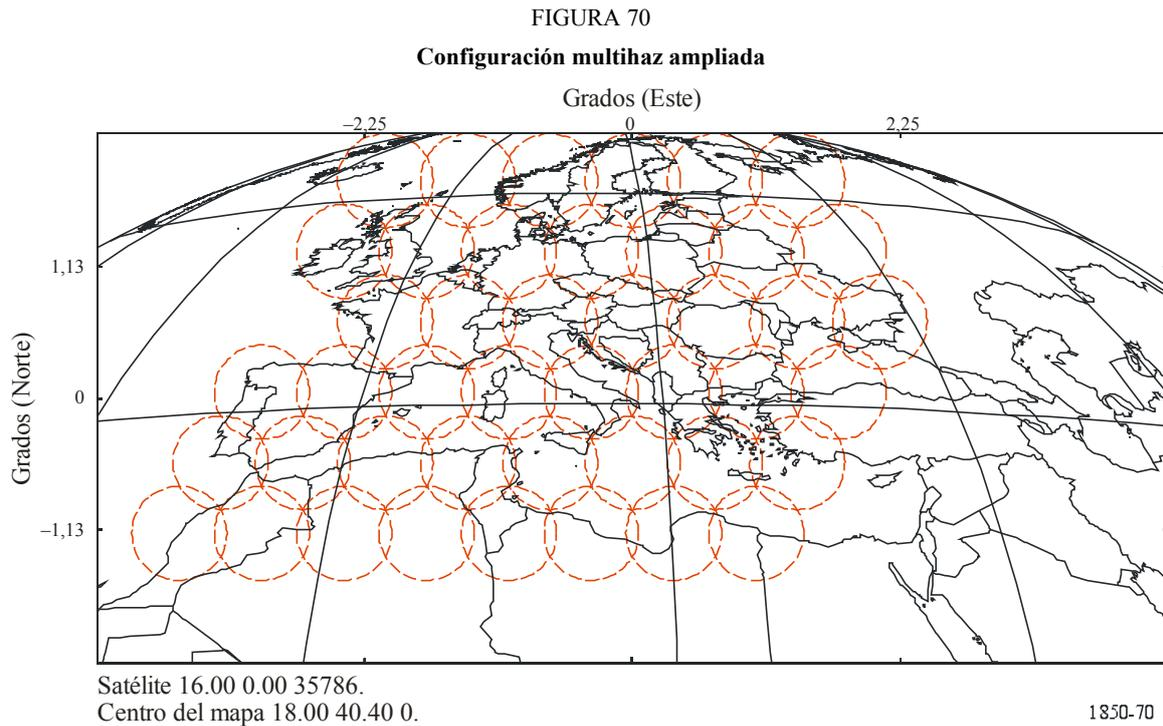 FIGURA 70
Configuración multihaz ampliada
Grados (Este)
–2,25 0 2,25
1,13
0
–1,13
Grados (Norte)
Satélite 16.00 0.00 35786.
Centro del mapa 18.00 40.40 0.
1850-70